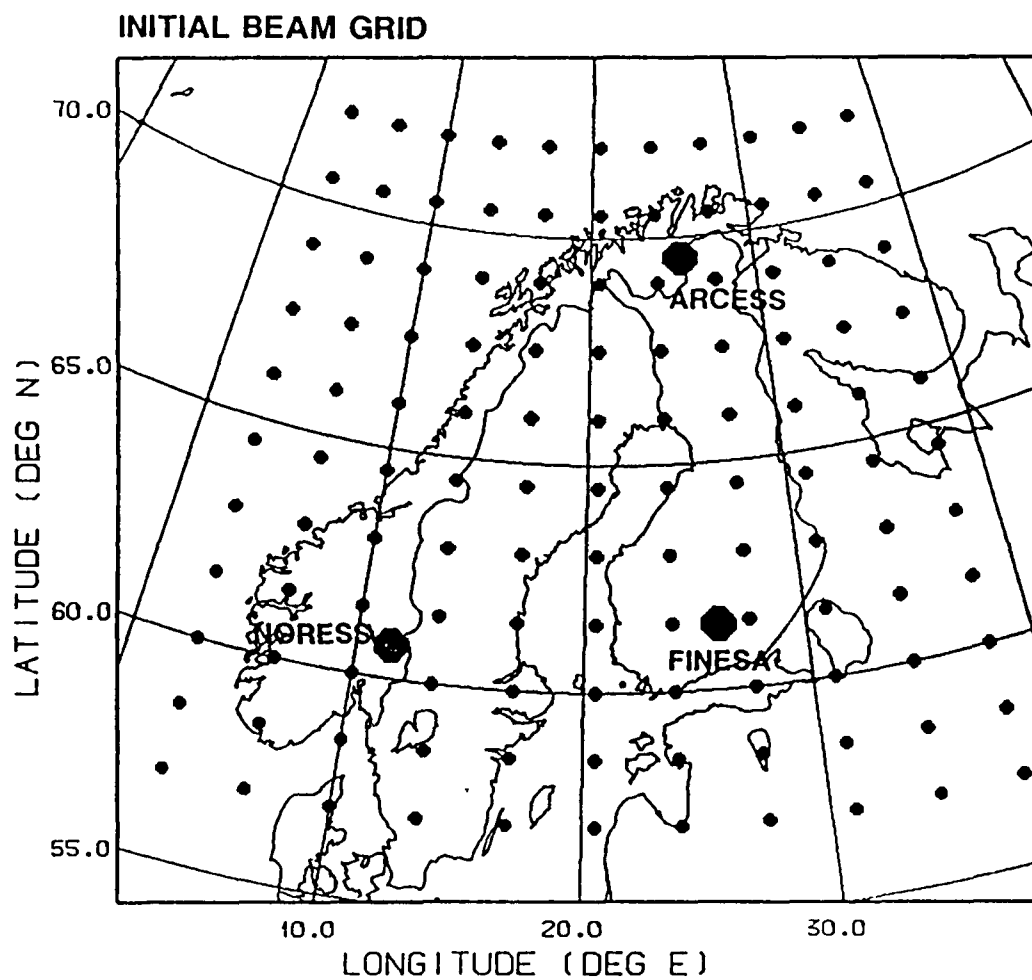 INITIAL BEAM GRID
70.0
65.0
60.0
55.0
LATITUDE (DEG N)
ARCESS
NORESS
FINESA
10.0 20.0 30.0
LONGITUDE (DEG E)